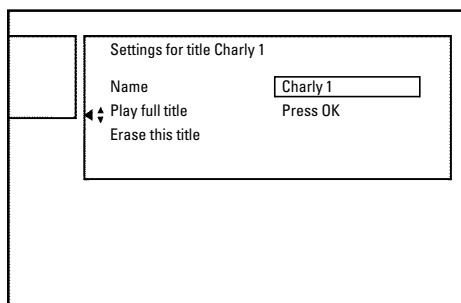 Settings for title Charly 1
Name Charly 1
Play full title Press OK
Erase this title